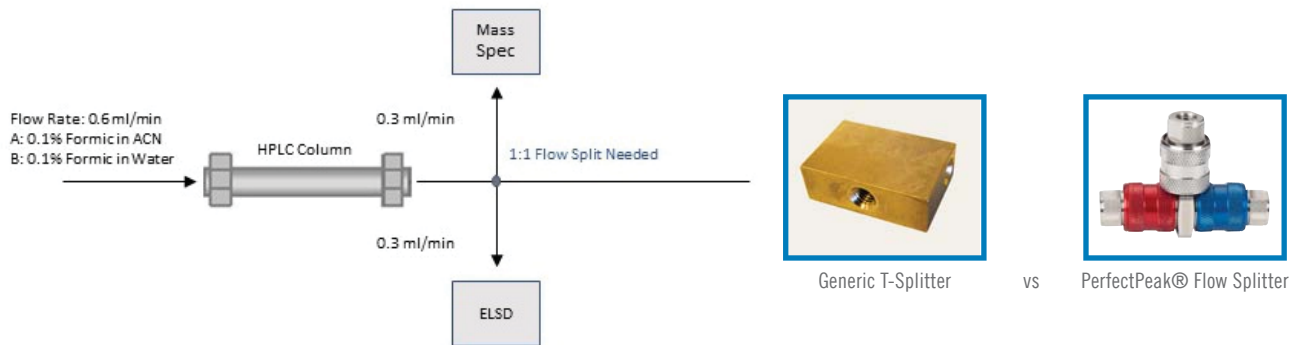 Mass
Spec
Flow Rate: 0.6 ml/min
A: 0.1% Formic in ACN
B: 0.1% Formic in Water
HPLC Column
0.3 ml/min
1:1 Flow Split Needed
0.3 ml/min
ELSD
Generic T-Splitter
vs
PerfectPeak® Flow Splitter